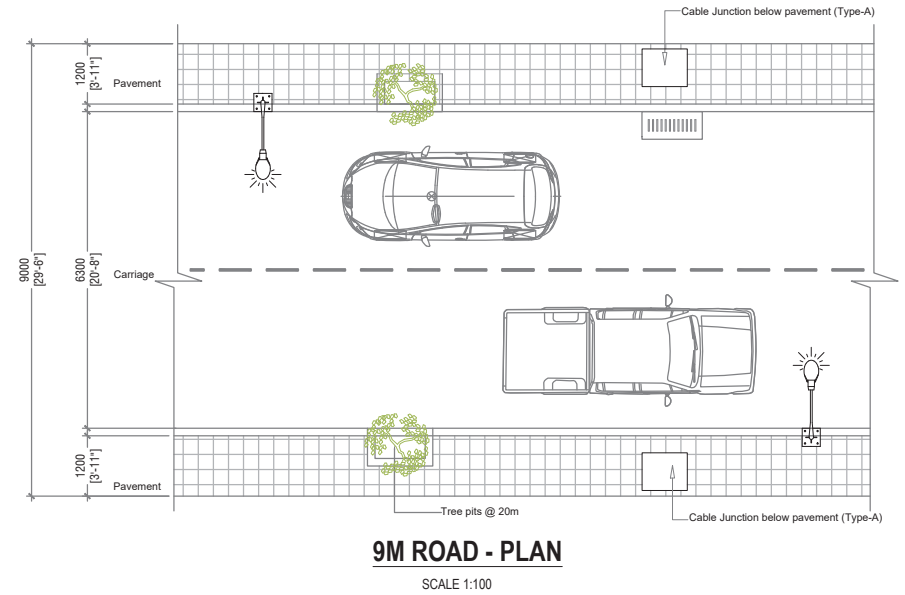 Cable Junction below pavement (Type-A)
1200
[3'-11"]
Pavement
9000
[29'-6"]
6300
[20'-8"]
Carriage
1200
[3'-11"]
Pavement
Tree pits @ 20m
Cable Junction below pavement (Type-A)
9M ROAD - PLAN
SCALE 1:100